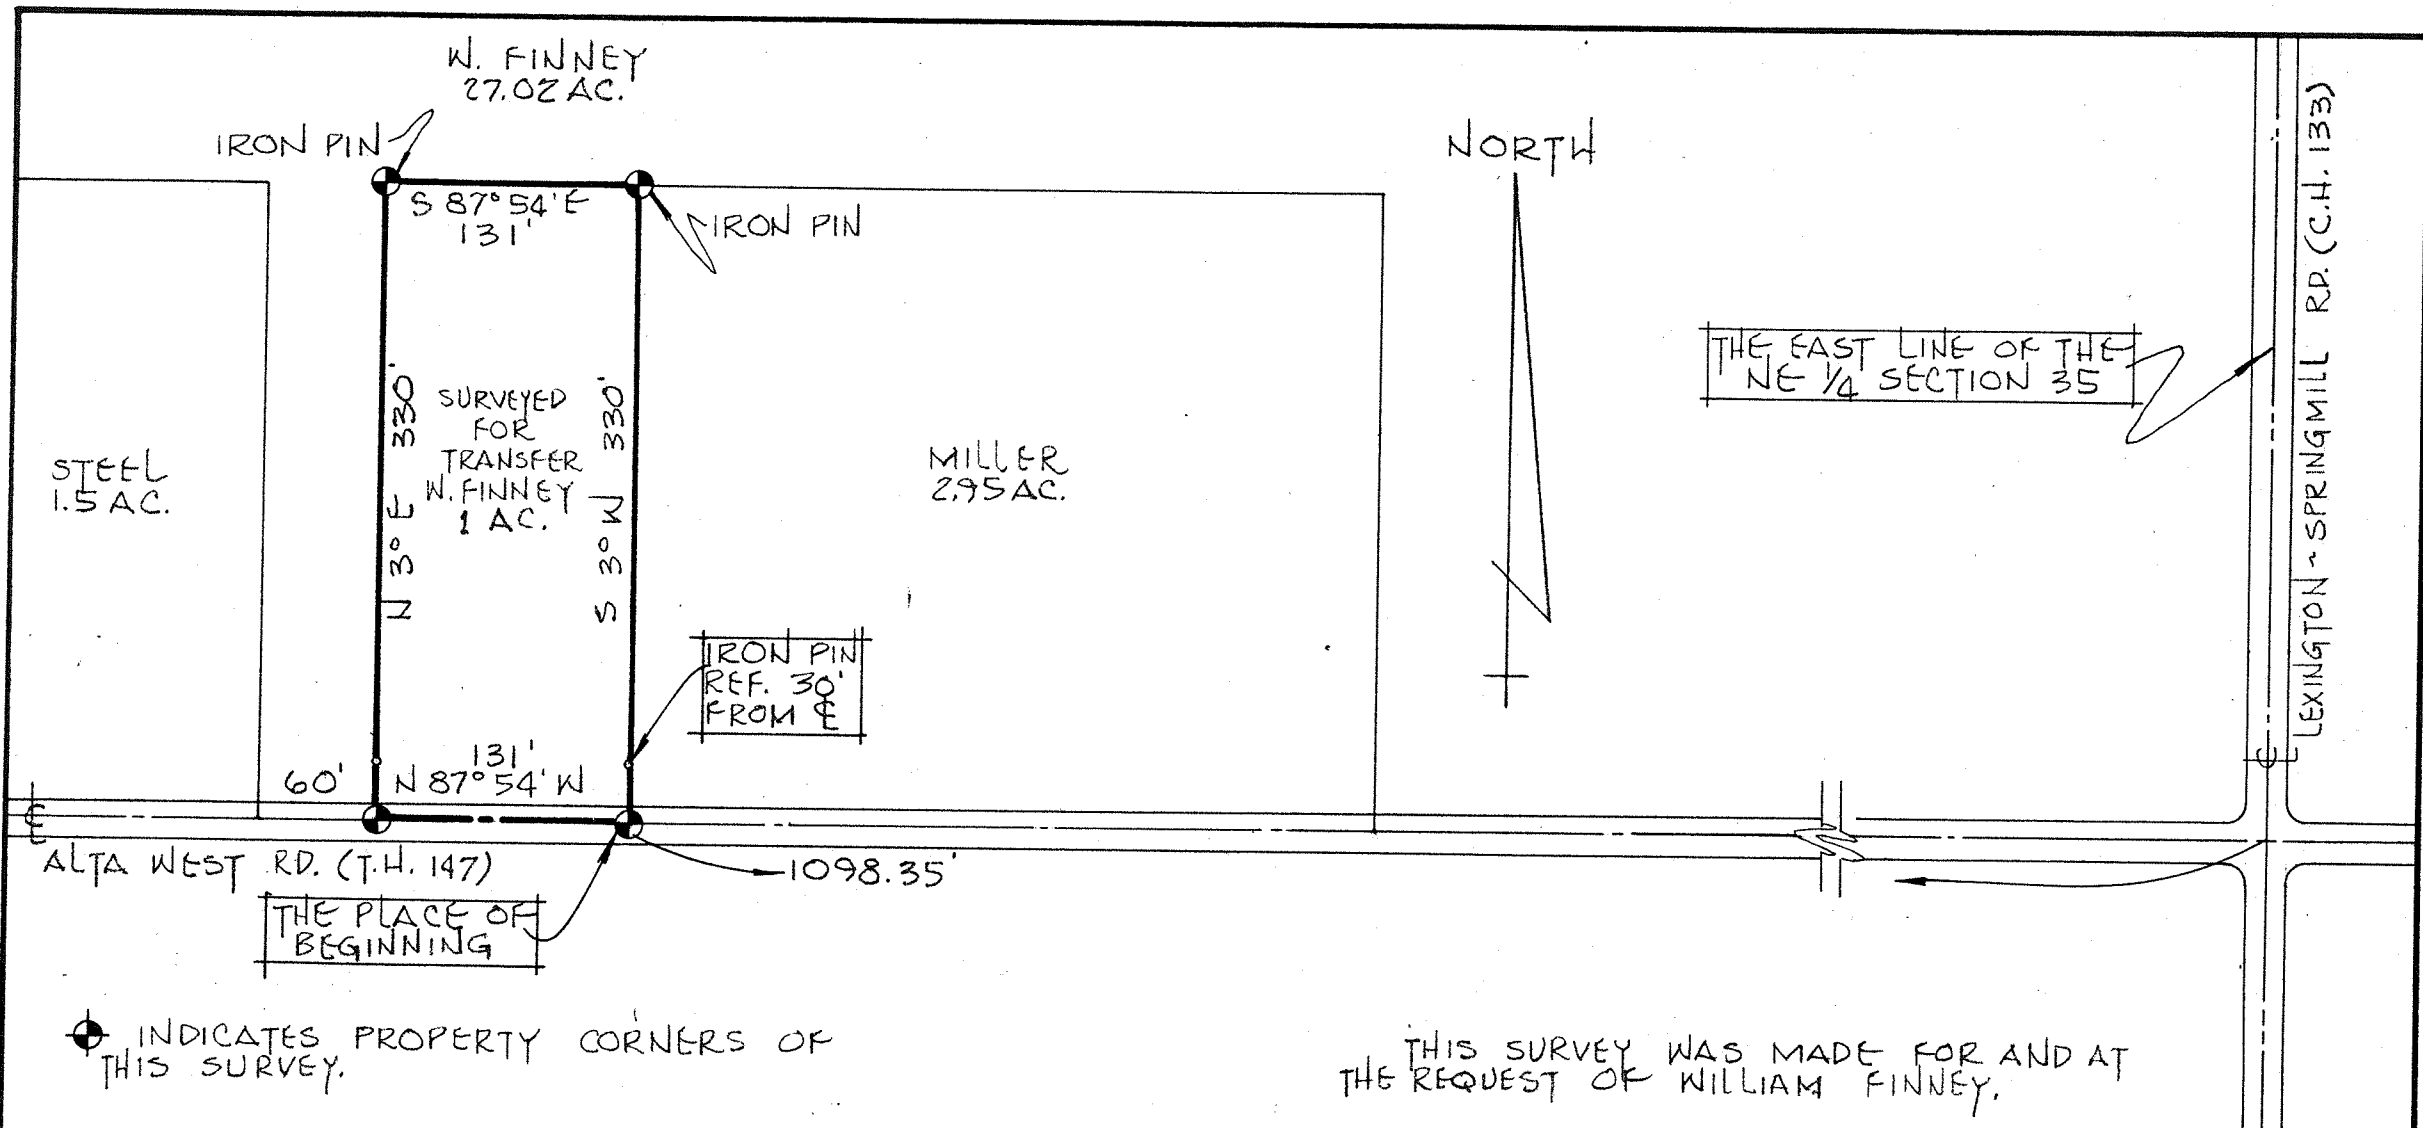 W. FINNEY
27.02 AC.
IRON PIN
NORTH
S 87° 54' E
131'
IRON PIN
LEXINGTON ~ SPRINGMILL RD. (C.H. 133)
THE EAST LINE OF THE
NE 1/4 SECTION 35
N 3° E 330'
SURVEYED
FOR
TRANSFER
W. FINNEY
1 AC.
S 3° W 330'
STEEL
1.5 AC.
MILLER
2.95 AC.
IRON PIN
REF. 30'
FROM ℄
60'
131'
N 87° 54' W
℄
℄
ALTA WEST RD. (T.H. 147)
1098.35'
THE PLACE OF
BEGINNING
INDICATES PROPERTY CORNERS OF
THIS SURVEY.
THIS SURVEY WAS MADE FOR AND AT
THE REQUEST OF WILLIAM FINNEY.